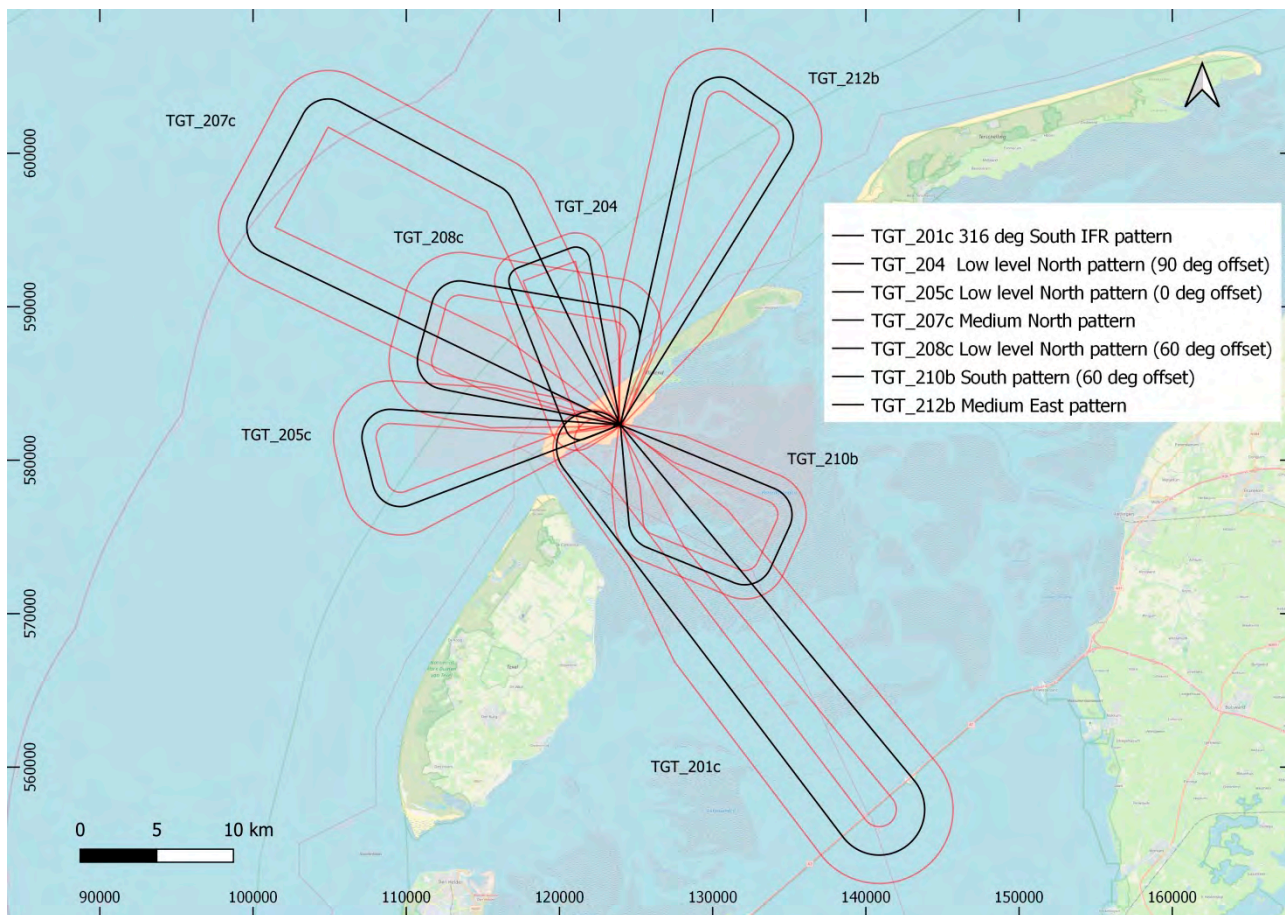 TGT_212b
TGT_207c
TGT_204
TGT_208c
TGT_201c 316 deg South IFR pattern
TGT_204 Low level North pattern (90 deg offset)
TGT_205c Low level North pattern (0 deg offset)
TGT_207c Medium North pattern
TGT_208c Low level North pattern (60 deg offset)
TGT_210b South pattern (60 deg offset)
TGT_212b Medium East pattern
TGT_205c
TGT_210b
TGT_201c
600000
590000
580000
570000
560000
0 5 10 km
90000 100000 110000 120000 130000 140000 150000 160000